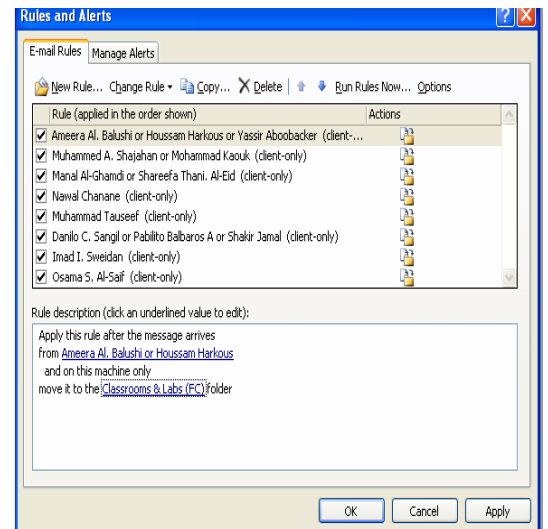 Rules and Alerts
E-mail Rules Manage Alerts
New Rule... Change Rule Copy... Delete Run Rules Now... Options
Rule (applied in the order shown) Actions
Ameera Al. Balushi or Houssam Harkous or Yassir Aboobacker (client-...
Muhammed A. Shajahan or Mohammad Kaouk (client-only)
Manal Al-Ghamdi or Shareefa Thani. Al-Eid (client-only)
Nawal Chanane (client-only)
Muhammad Tauseef (client-only)
Danilo C. Sangil or Pabilito Balbaros A or Shakir Jamal (client-only)
Imad I. Sweidan (client-only)
Osama S. Al-Saif (client-only)
Rule description (click an underlined value to edit):
Apply this rule after the message arrives
from Ameera Al. Balushi or Houssam Harkous
and on this machine only
move it to the Classrooms & Labs (FC) folder
OK Cancel Apply